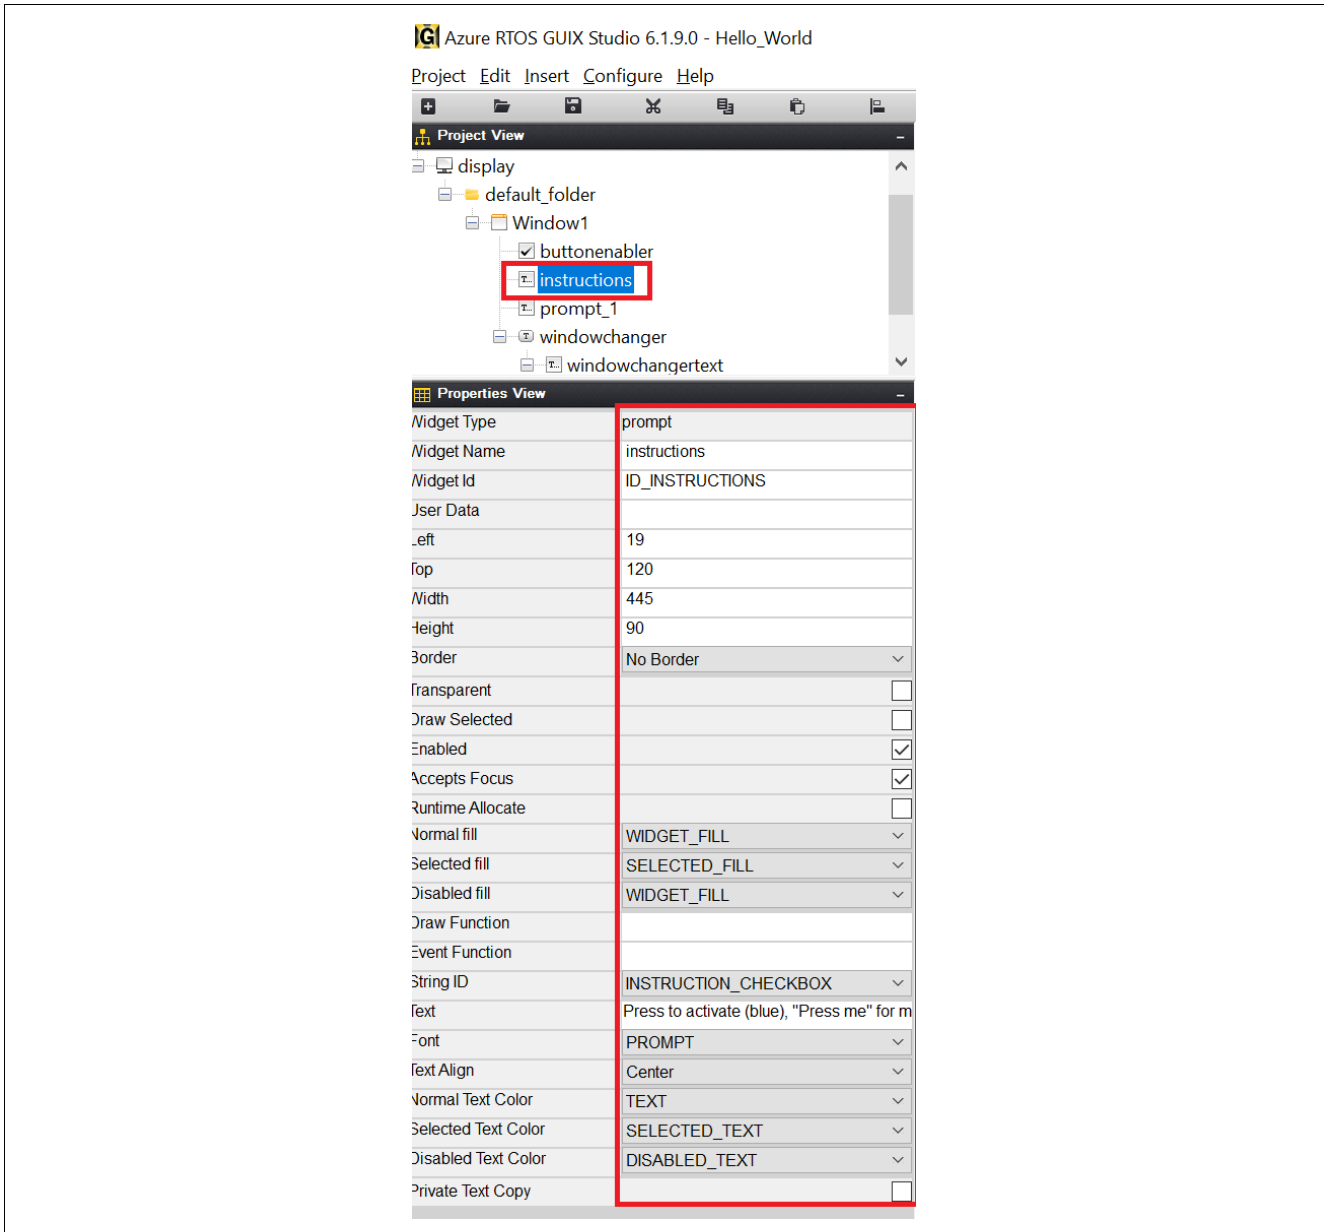 Azure RTOS GUIX Studio 6.1.9.0 - Hello_World
Project Edit Insert Configure Help
Project View
display
default_folder
Window1
buttonenabler
instructions
prompt_1
windowchanger
windowchangertext
Properties View
Widget Type prompt
Widget Name instructions
Widget Id ID_INSTRUCTIONS
User Data
Left 19
Top 120
Width 445
Height 90
Border No Border
Transparent
Draw Selected
Enabled
Accepts Focus
Runtime Allocate
Normal fill WIDGET_FILL
Selected fill SELECTED_FILL
Disabled fill WIDGET_FILL
Draw Function
Event Function
String ID INSTRUCTION_CHECKBOX
Text Press to activate (blue), "Press me" for m
Font PROMPT
Text Align Center
Normal Text Color TEXT
Selected Text Color SELECTED_TEXT
Disabled Text Color DISABLED_TEXT
Private Text Copy